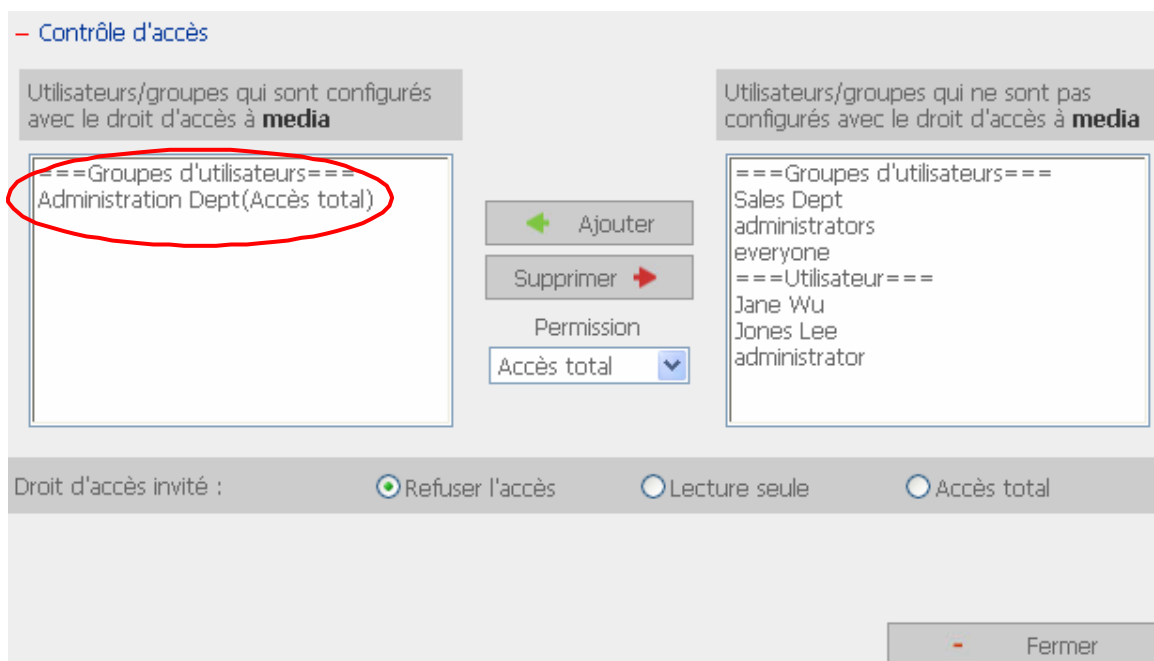 – Contrôle d'accès
Utilisateurs/groupes qui sont configurés
avec le droit d'accès à media
===Groupes d'utilisateurs===
Administration Dept(Accès total)
Ajouter
Supprimer
Permission
Accès total
Utilisateurs/groupes qui ne sont pas
configurés avec le droit d'accès à media
===Groupes d'utilisateurs===
Sales Dept
administrators
everyone
===Utilisateur===
Jane Wu
Jones Lee
administrator
Droit d'accès invité : Refuser l'accès Lecture seule Accès total
- Fermer